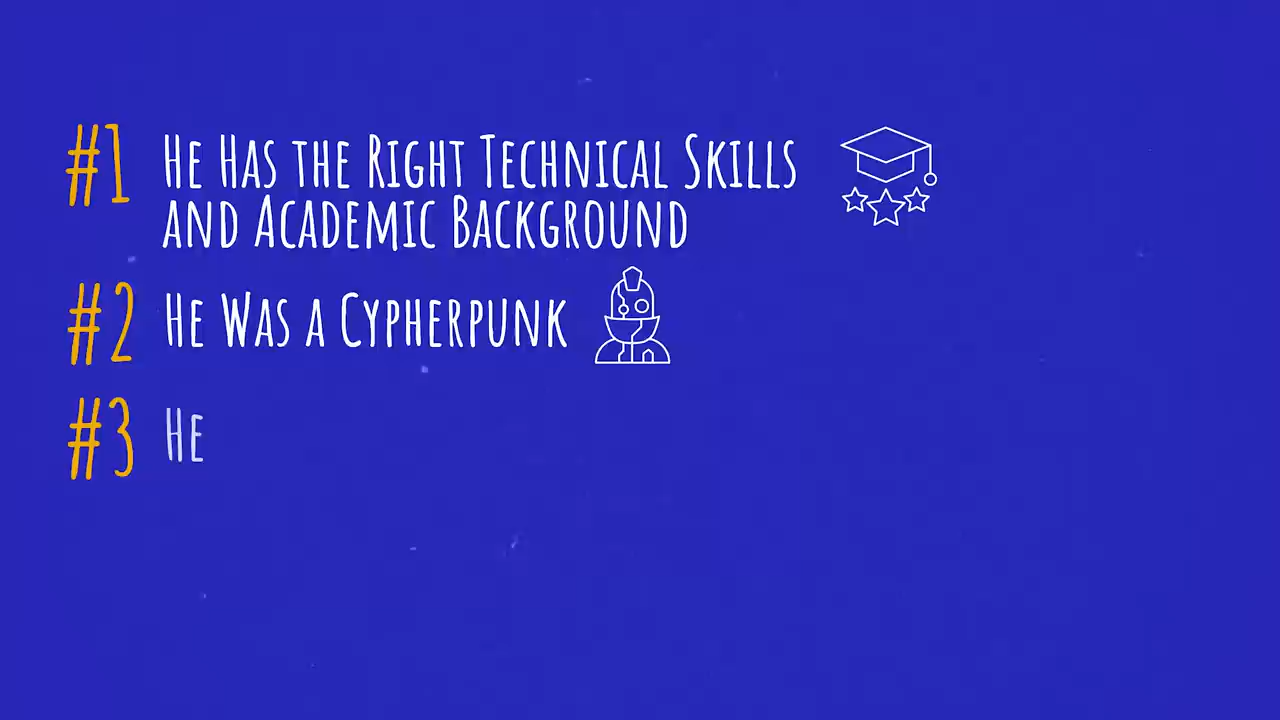 #1 He Has the Right Technical Skills
and Academic Background
#2 He Was a Cypherpunk
#3 He